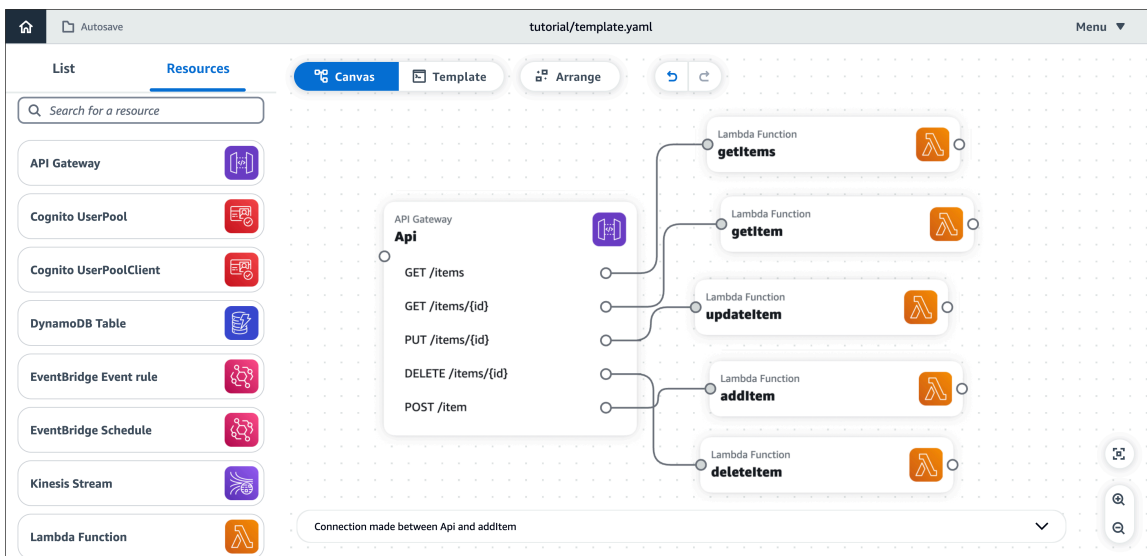 Autosave
tutorial/template.yaml
Menu
List
Resources
Canvas
Template
Arrange
Search for a resource
API Gateway
Cognito UserPool
Cognito UserPoolClient
DynamoDB Table
EventBridge Event rule
EventBridge Schedule
Kinesis Stream
Lambda Function
API Gateway
Api
GET /items
GET /items/{id}
PUT /items/{id}
DELETE /items/{id}
POST /item
Lambda Function
getItems
Lambda Function
getItem
Lambda Function
updateItem
Lambda Function
addItem
Lambda Function
deleteItem
Connection made between Api and addItem